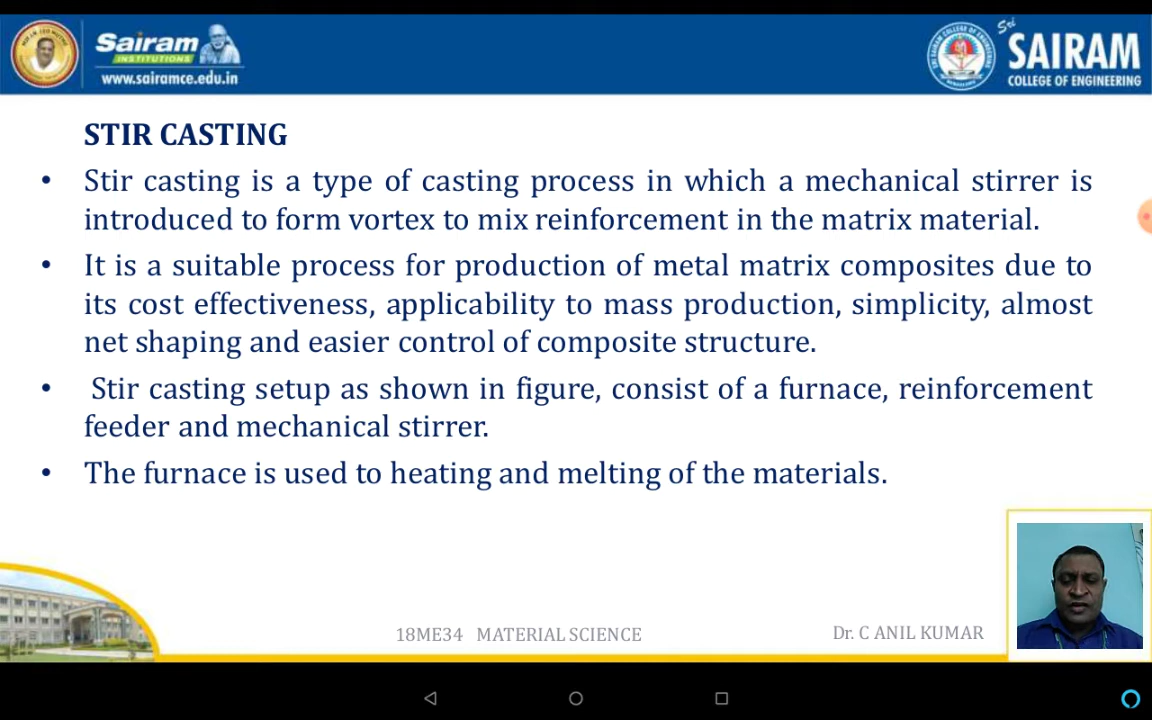 Sairam
INSTITUTIONS
www.sairamce.edu.in
Sri
SAIRAM
COLLEGE OF ENGINEERING
STIR CASTING
• Stir casting is a type of casting process in which a mechanical stirrer is
introduced to form vortex to mix reinforcement in the matrix material.
• It is a suitable process for production of metal matrix composites due to
its cost effectiveness, applicability to mass production, simplicity, almost
net shaping and easier control of composite structure.
• Stir casting setup as shown in figure, consist of a furnace, reinforcement
feeder and mechanical stirrer.
• The furnace is used to heating and melting of the materials.
18ME34 MATERIAL SCIENCE
Dr. C ANIL KUMAR